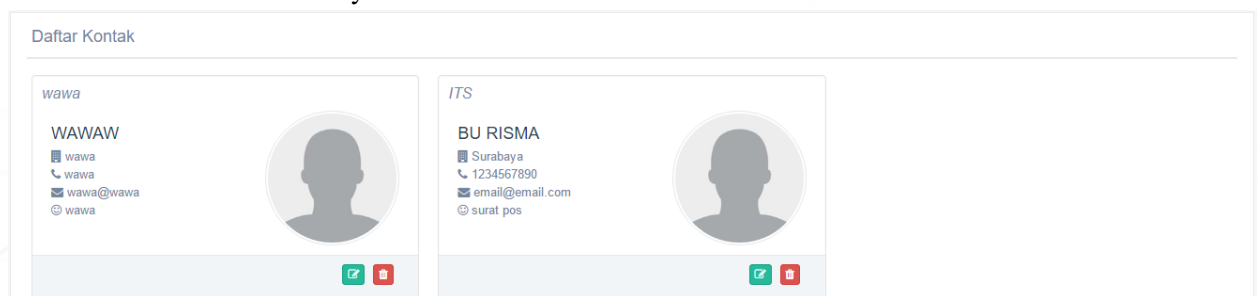 Daftar Kontak
wawa
WAWAW
wawa
wawa
wawa@wawa
wawa
ITS
BU RISMA
Surabaya
1234567890
email@email.com
surat pos